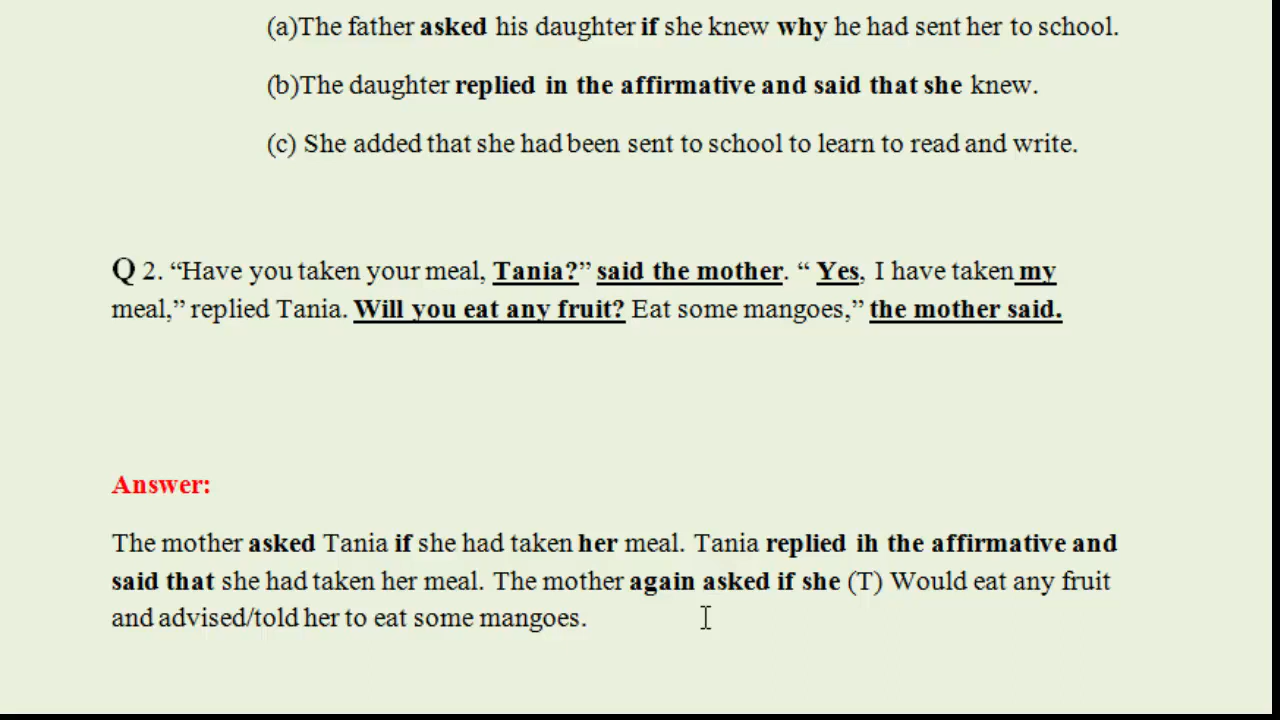 (a)The father asked his daughter if she knew why he had sent her to school.
(b)The daughter replied in the affirmative and said that she knew.
(c) She added that she had been sent to school to learn to read and write.
Q 2. “Have you taken your meal, Tania?” said the mother. “ Yes, I have taken my
meal,” replied Tania. Will you eat any fruit? Eat some mangoes,” the mother said.
Answer:
The mother asked Tania if she had taken her meal. Tania replied ih the affirmative and
said that she had taken her meal. The mother again asked if she (T) Would eat any fruit
and advised/told her to eat some mangoes.